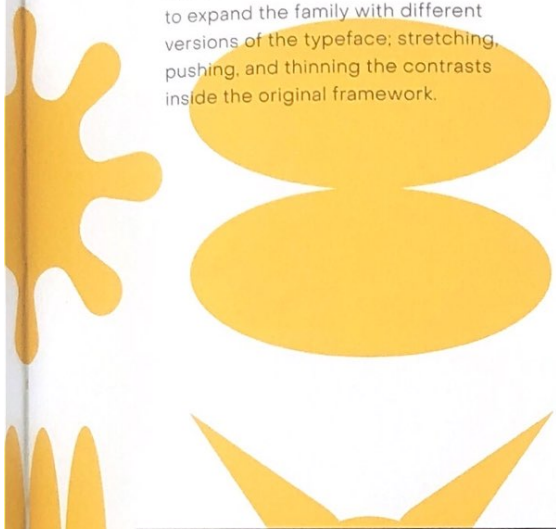 to expand the family with different
versions of the typeface; stretching,
pushing, and thinning the contrasts
inside the original framework.